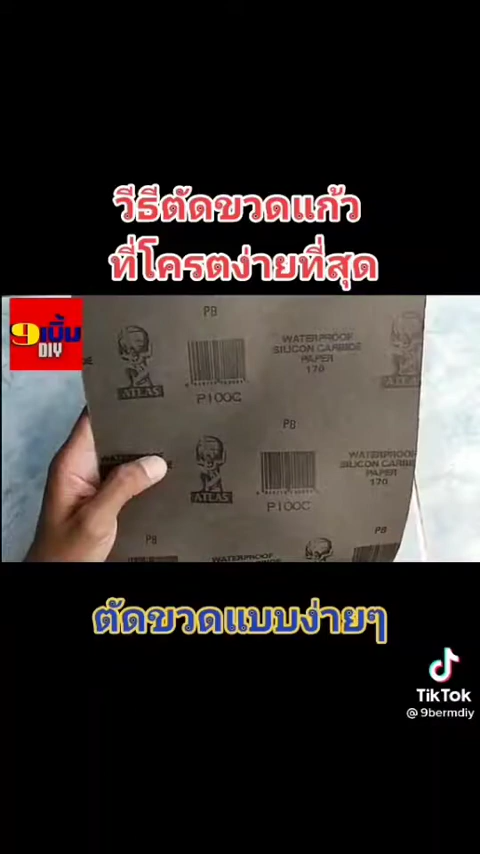 วีธีตัดขวดแก้ว
ที่โครตง่ายที่สุด
9เบิ้ม
DIY
PB
WATERPROOF
SILICON CARBIDE
PAPER
170
ATLAS
P100C
PB
WATERPROOF
SILICON CARBIDE
PAPER
170
ATLAS
P100C
PB
PB
WATERPROOF
ตัดขวดแบบง่ายๆ
TikTok
@9bermdiy